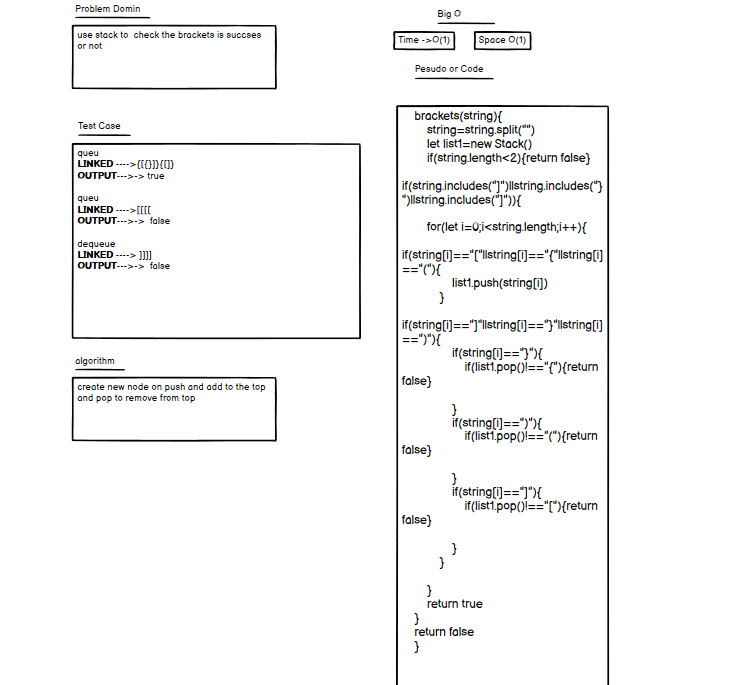 Problem Domin
use stack to check the brackets is succses
or not
Test Case
queu
LINKED ---->{[{}]}{[]}
OUTPUT--->-> true
queu
LINKED ---->[[[[
OUTPUT--->-> false
dequeue
LINKED ----> ]]]]
OUTPUT--->-> false
algorithm
create new node on push and add to the top
and pop to remove from top
Big O
Time ->O(1)
Space O(1)
Pesudo or Code
brackets(string){
string=string.split("")
let list1=new Stack()
if(string.length<2){return false}
if(string.includes("]")||string.includes("}
")||string.includes("]")){
for(let i=0;i<string.length;i++){
if(string[i]=="["||string[i]=="{"||string[i]
=="("){
list1.push(string[i])
}
if(string[i]=="]"||string[i]=="}"||string[i]
==")"){
if(string[i]=="}"){
if(list1.pop()!=="{"){return
false}
}
if(string[i]==")"){
if(list1.pop()!=="("){return
false}
}
if(string[i]=="]"){
if(list1.pop()!=="["){return
false}
}
}
}
return true
}
return false
}